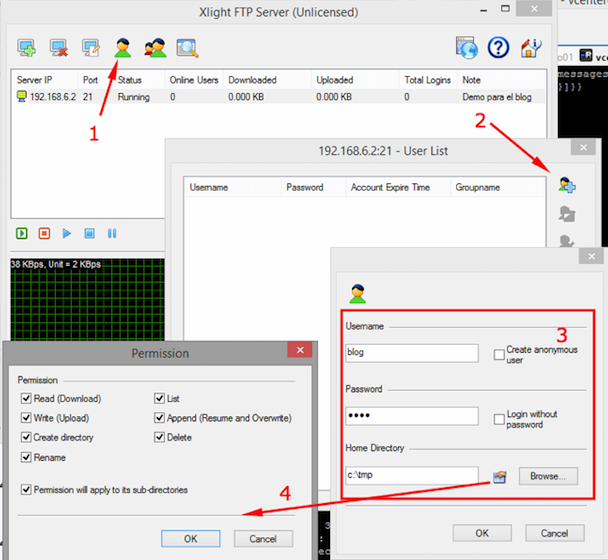 Xlight FTP Server (Unlicensed)
- vcenter
o01 vce
Server IP Port Status Online Users Downloaded Uploaded Total Logins Note
192.168.6.2 21 Running 0 0.000 KB 0.000 KB 0 Demo para el blog
messages
}]}}
1
2
192.168.6.2:21 - User List
Username Password Account Expire Time Groupname
38 KBps, Unit = 2 KBps
Username
3
blog
Create anonymous
user
Password
••••
Login without
password
Home Directory
c:\tmp
Browse...
OK Cancel
Permission
Permission
Read (Download) List
Write (Upload) Append (Resume and Overwrite)
Create directory Delete
Rename
Permission will apply to its sub-directories
4
OK Cancel